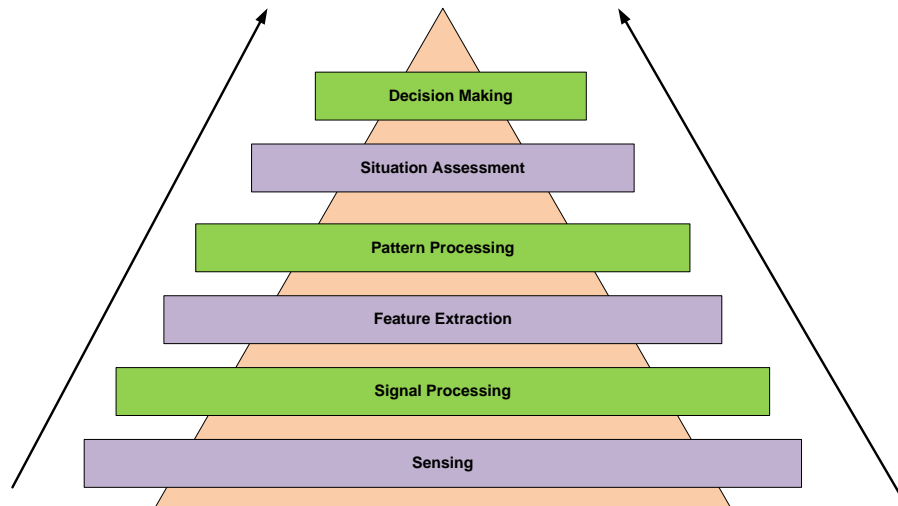 Decision Making
Situation Assessment
Pattern Processing
Feature Extraction
Signal Processing
Sensing